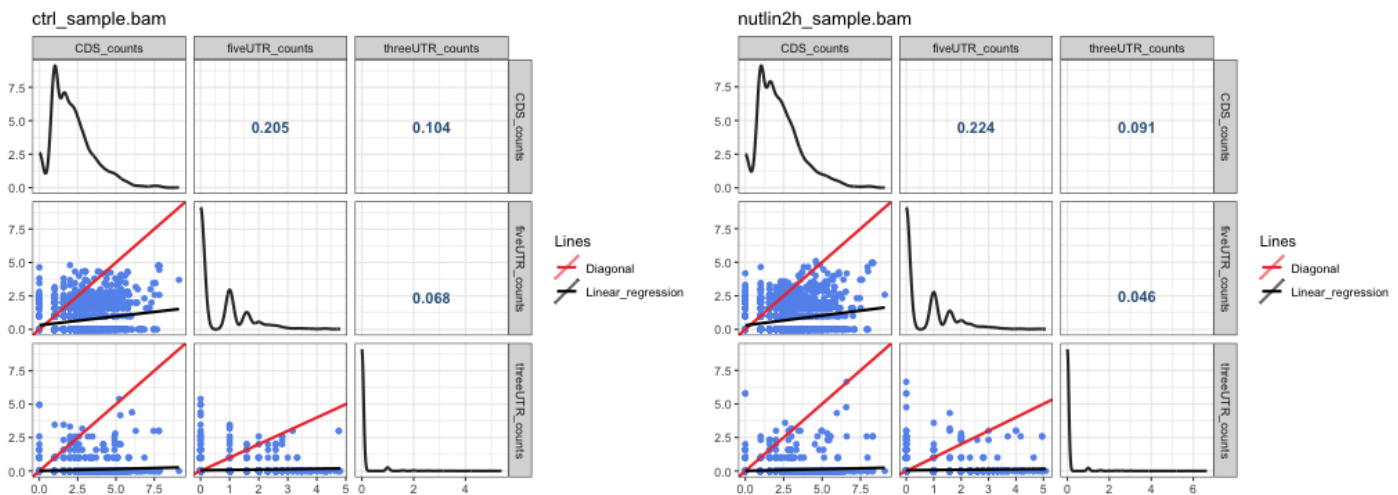 ctrl_sample.bam
CDS_counts fiveUTR_counts threeUTR_counts
7.5
5.0
2.5
0.0
0.205 0.104
CDS_counts
7.5
5.0
2.5
0.0
0.068
fiveUTR_counts
7.5
5.0
2.5
0.0
threeUTR_counts
0.0 2.5 5.0 7.5 0 1 2 3 4 5 0 2 4
Lines
Diagonal
Linear_regression
nutlin2h_sample.bam
CDS_counts fiveUTR_counts threeUTR_counts
7.5
5.0
2.5
0.0
0.224 0.091
CDS_counts
7.5
5.0
2.5
0.0
0.046
fiveUTR_counts
7.5
5.0
2.5
0.0
threeUTR_counts
0.0 2.5 5.0 7.5 0 1 2 3 4 5 0 2 4 6
Lines
Diagonal
Linear_regression